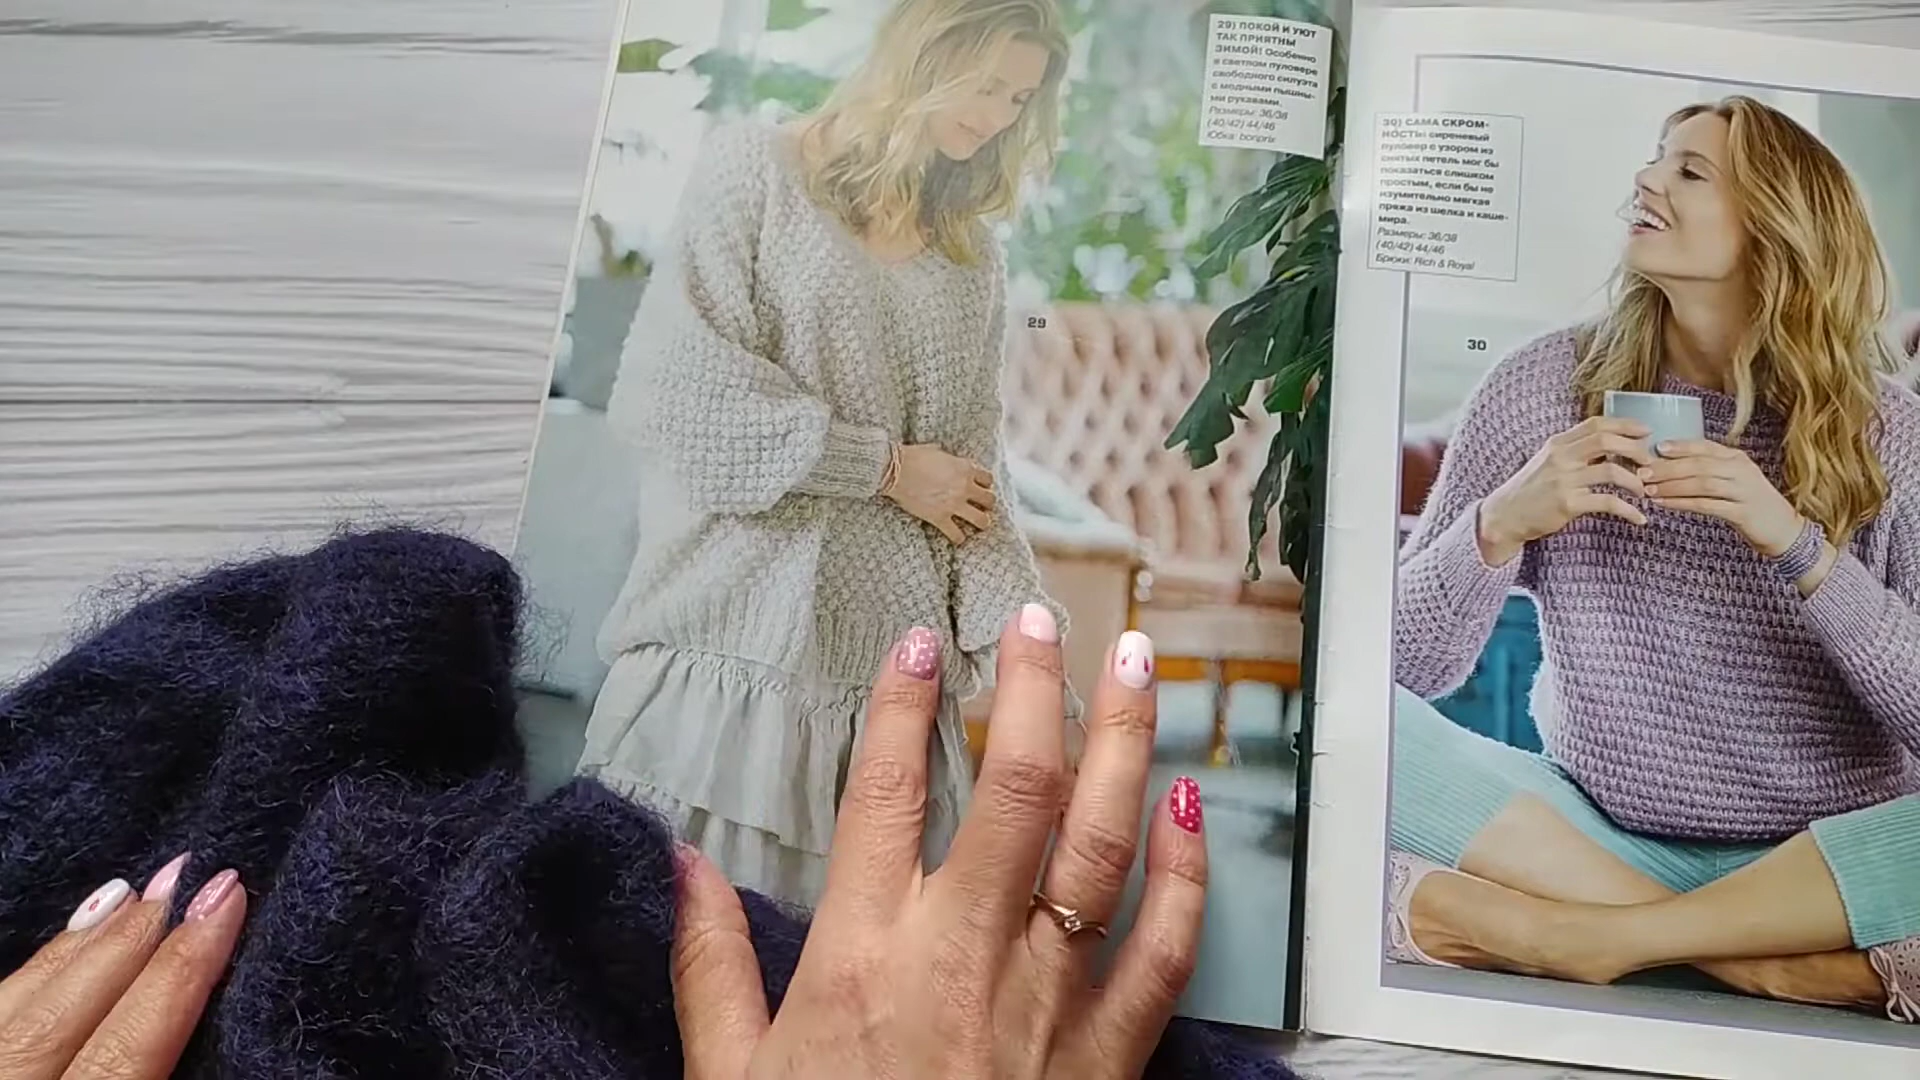 29) ПОКОЙ И УЮТ
ТАК ПРИЯТНЫ
ЗИМОЙ! Особенно
в светлом пуловере
свободного силуэта
с модными пышны-
ми рукавами.
Размеры: 36/38
(40/42) 44/46
Юбка: bonprix
29
30) САМА СКРОМ-
НОСТЬ: сиреневый
пуловер с узором из
снятых петель мог бы
показаться слишком
простым, если бы не
изумительно мягкая
пряжа из шелка и каше-
мира.
Размеры: 36/38
(40/42) 44/46
Брюки: Rich & Royal
30